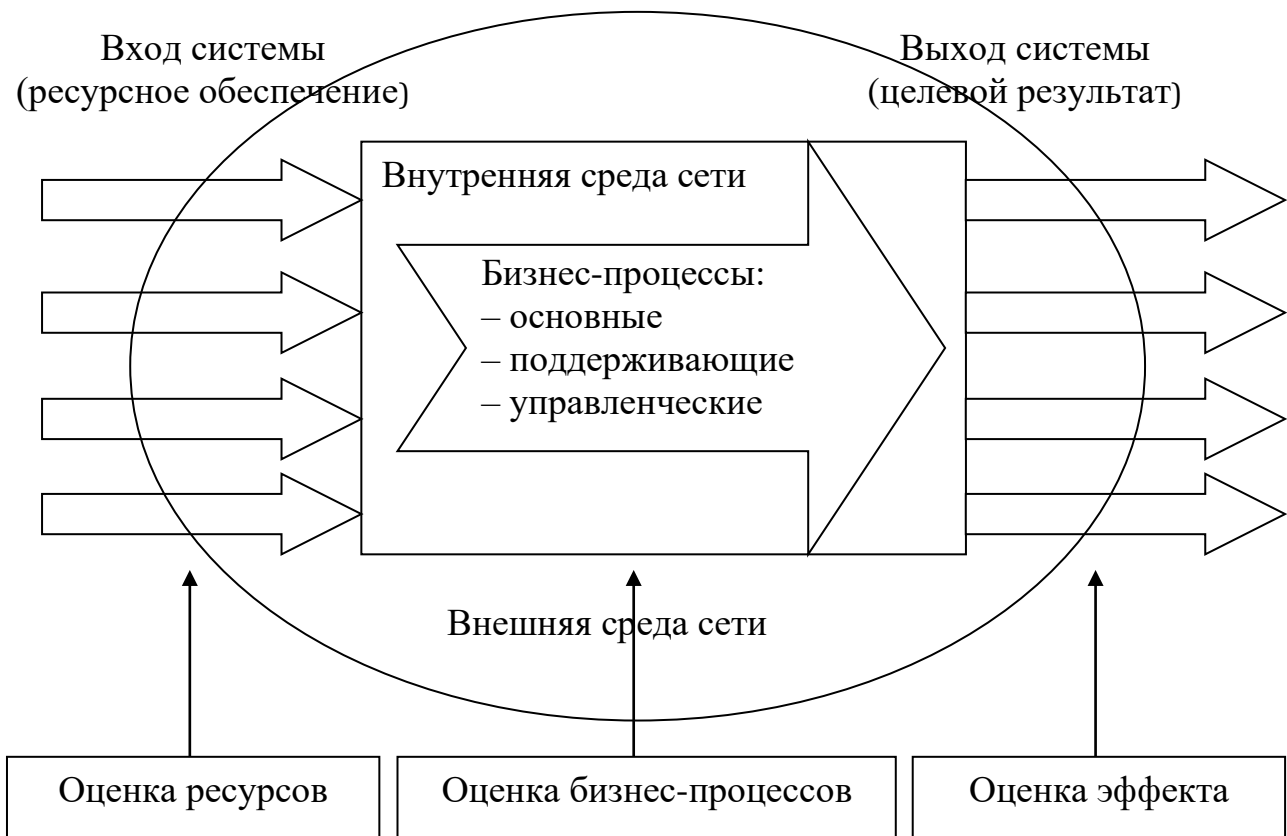 Вход системы
(ресурсное обеспечение)
Выход системы
(целевой результат)
Внутренняя среда сети
Бизнес-процессы:
– основные
– поддерживающие
– управленческие
Внешняя среда сети
Оценка ресурсов
Оценка бизнес-процессов
Оценка эффекта